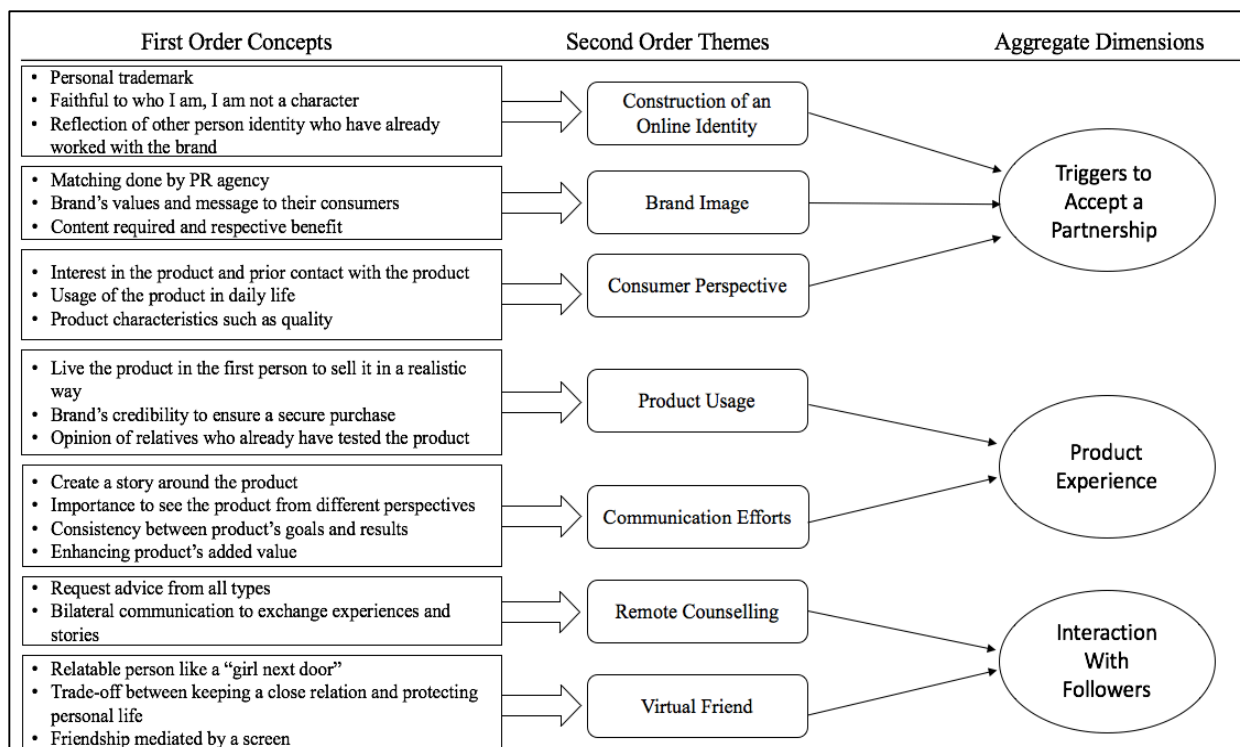 First Order Concepts
Second Order Themes
Aggregate Dimensions
• Personal trademark
• Faithful to who I am, I am not a character
• Reflection of other person identity who have already
worked with the brand
Construction of an
Online Identity
• Matching done by PR agency
• Brand’s values and message to their consumers
• Content required and respective benefit
Brand Image
• Interest in the product and prior contact with the product
• Usage of the product in daily life
• Product characteristics such as quality
Consumer Perspective
Triggers to
Accept a
Partnership
• Live the product in the first person to sell it in a realistic
way
• Brand’s credibility to ensure a secure purchase
• Opinion of relatives who already have tested the product
Product Usage
• Create a story around the product
• Importance to see the product from different perspectives
• Consistency between product’s goals and results
• Enhancing product’s added value
Communication Efforts
Product
Experience
• Request advice from all types
• Bilateral communication to exchange experiences and
stories
Remote Counselling
• Relatable person like a “girl next door”
• Trade-off between keeping a close relation and protecting
personal life
• Friendship mediated by a screen
Virtual Friend
Interaction
With
Followers